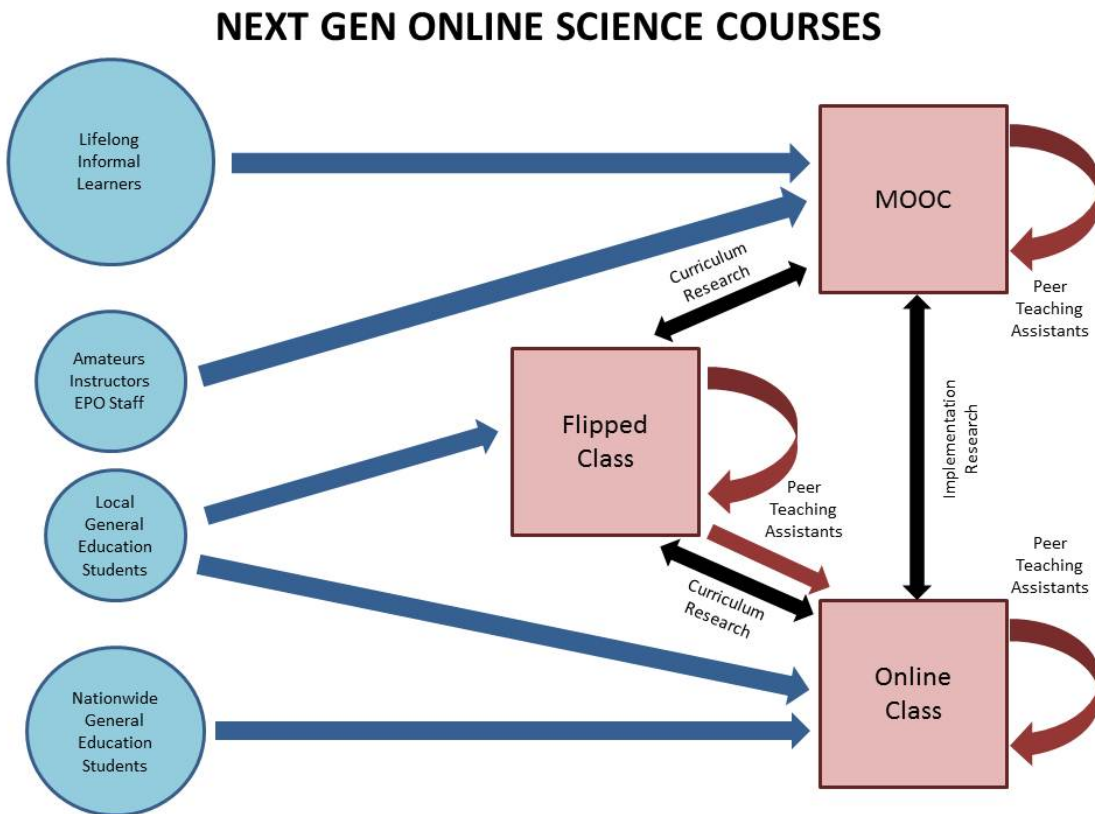 NEXT GEN ONLINE SCIENCE COURSES
Lifelong
Informal
Learners
MOOC
Curriculum
Research
Peer
Teaching
Assistants
Amateurs
Instructors
EPO Staff
Flipped
Class
Implementation
Research
Local
General
Education
Students
Peer
Teaching
Assistants
Peer
Teaching
Assistants
Curriculum
Research
Nationwide
General
Education
Students
Online
Class